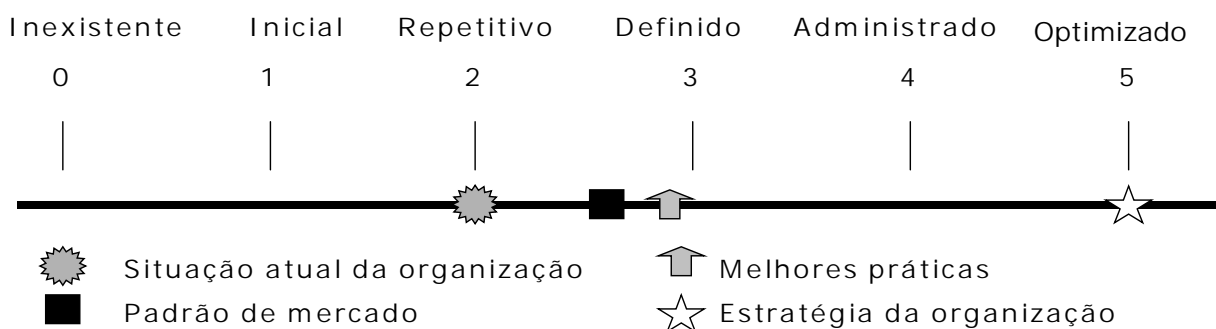 Inexistente Inicial Repetitivo Definido Administrado Optimizado
0 1 2 3 4 5
Situação atual da organização Melhores práticas
Padrão de mercado Estratégia da organização